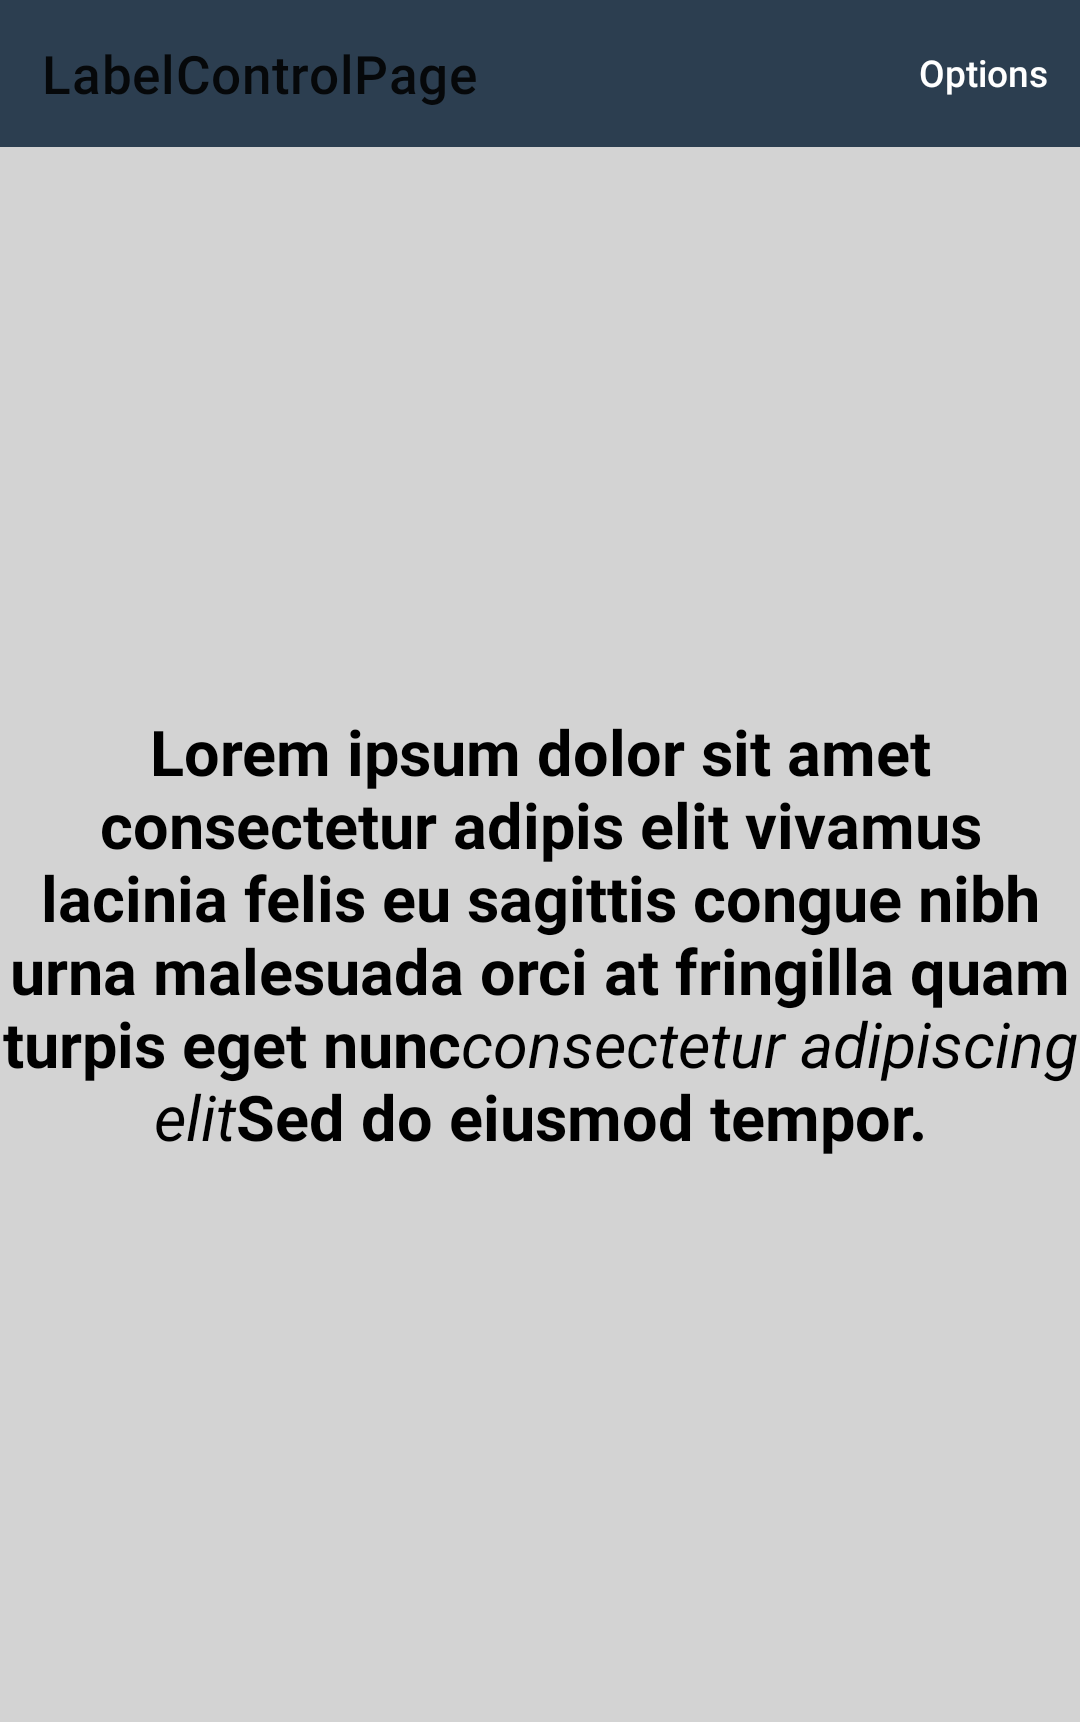 LabelControlPage
Options
Lorem ipsum dolor sit amet
consectetur adipis elit vivamus
lacinia felis eu sagittis congue nibh
urna malesuada orci at fringilla quam
turpis eget nuncconsectetur adipiscing
elitSed do eiusmod tempor.